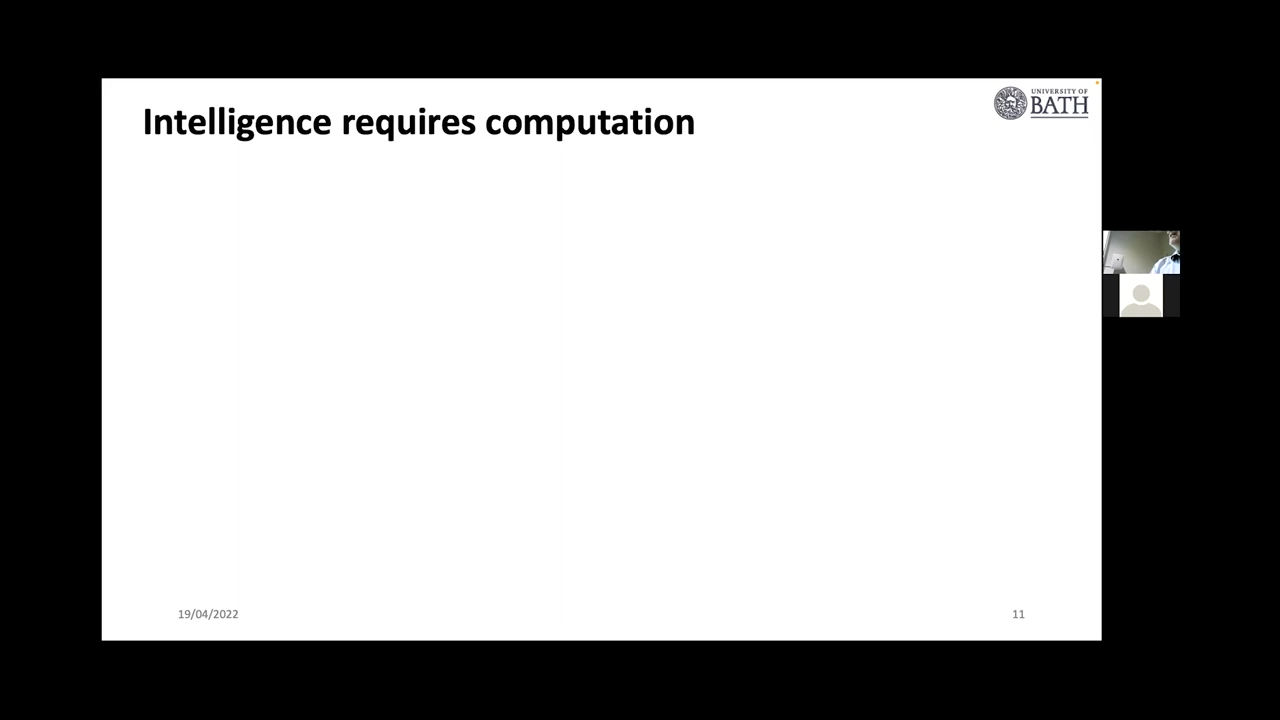 Intelligence requires computation
UNIVERSITY OF
BATH
19/04/2022
11